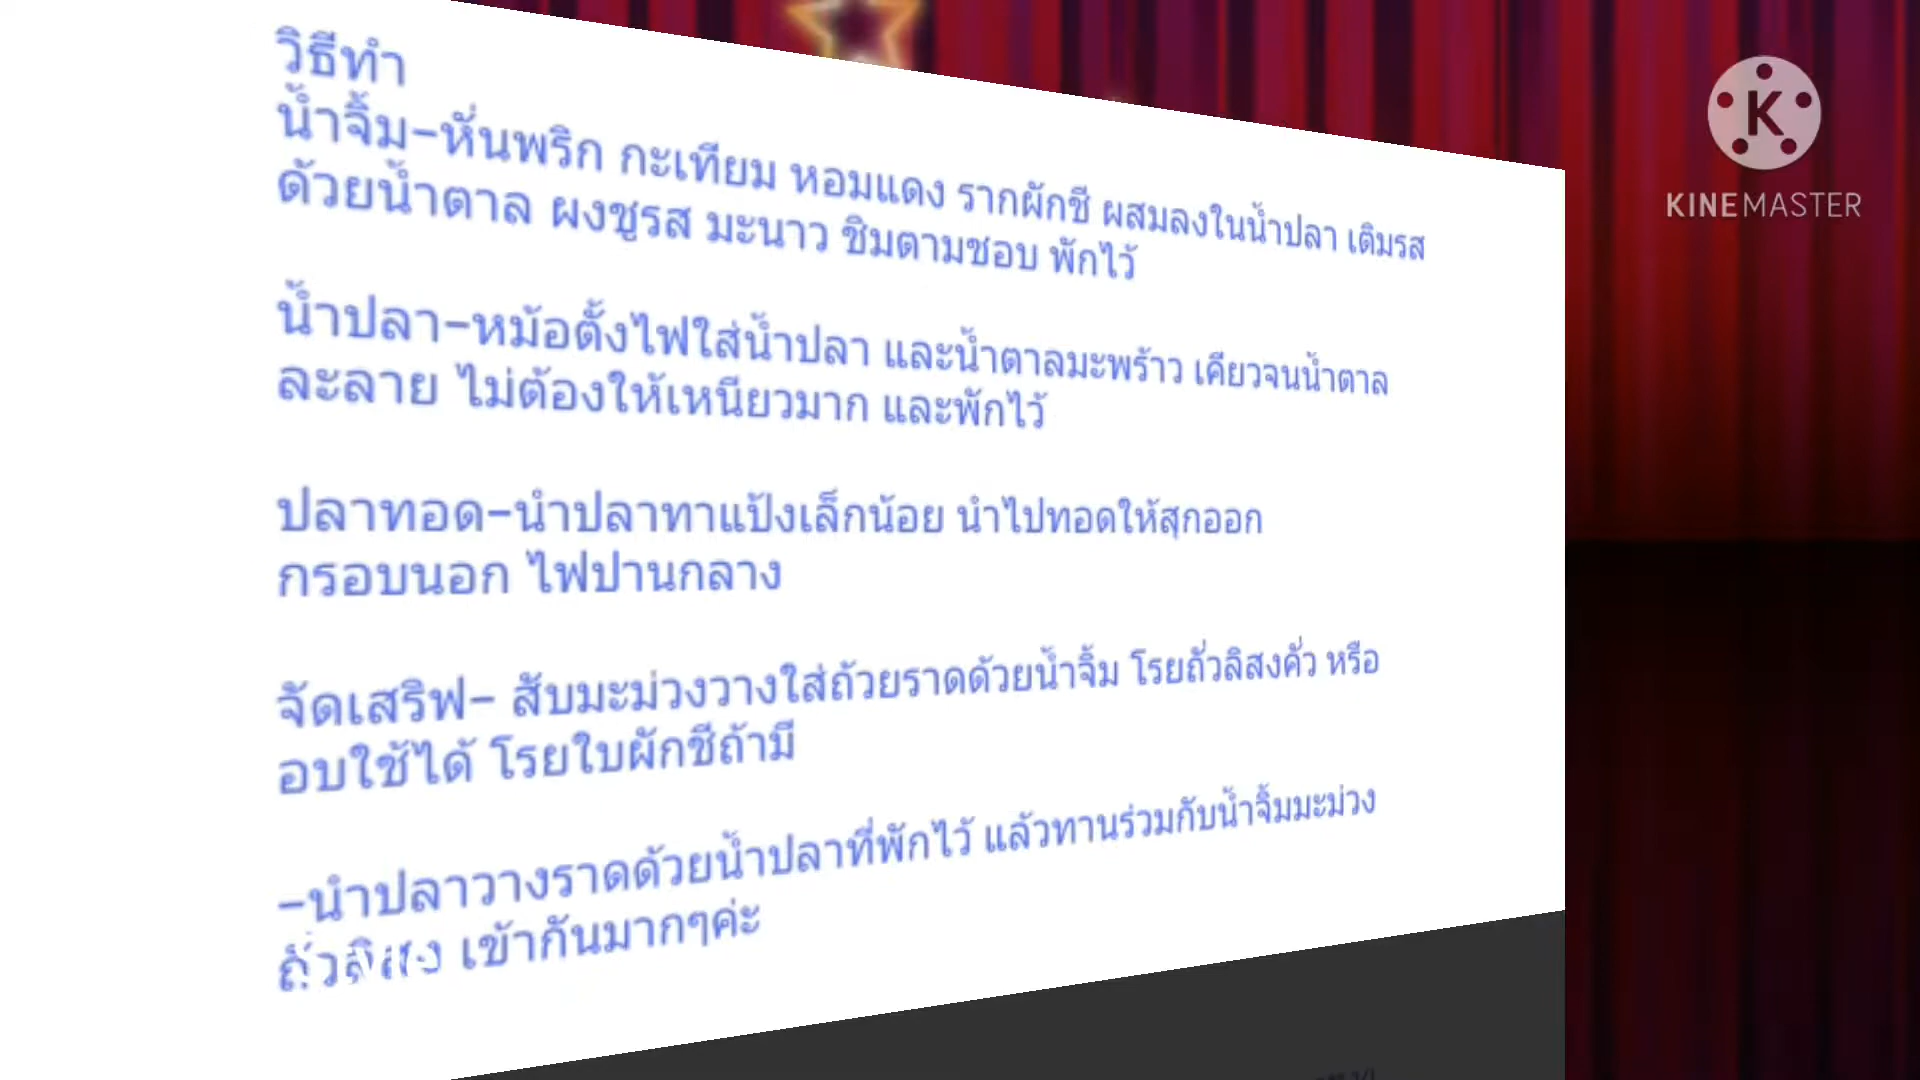 วิธีทำ
น้ำจิ้ม-หั่นพริก กะเทียม หอมแดง รากผักชี ผสมลงในน้ำปลา เติมรส
ด้วยน้ำตาล ผงชูรส มะนาว ชิมตามชอบ พักไว้
น้ำปลา-หม้อตั้งไฟใส่น้ำปลา และน้ำตาลมะพร้าว เคียวจนน้ำตาล
ละลาย ไม่ต้องให้เหนียวมาก และพักไว้
ปลาทอด-นำปลาทาแป้งเล็กน้อย นำไปทอดให้สุกออก
กรอบนอก ไฟปานกลาง
จัดเสริฟ- สับมะม่วงวางใส่ถ้วยราดด้วยน้ำจิ้ม โรยถั่วลิสงคั่ว หรือ
อบใช้ได้ โรยใบผักชีถ้ามี
-นำปลาวางราดด้วยน้ำปลาที่พักไว้ แล้วทานร่วมกับน้ำจิ้มมะม่วง
ถั่วลิสง เข้ากันมากๆค่ะ
K
KINEMASTER